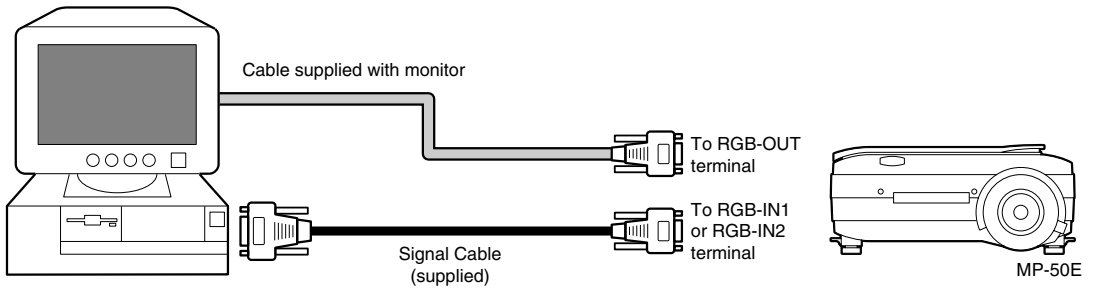 Cable supplied with monitor
To RGB-OUT
terminal
To RGB-IN1
or RGB-IN2
terminal
Signal Cable
(supplied)
MP-50E